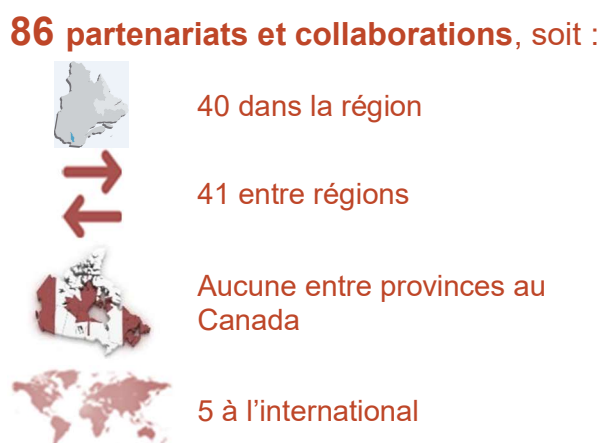 86 partenariats et collaborations, soit :
40 dans la région
41 entre régions
Aucune entre provinces au
Canada
5 à l’international